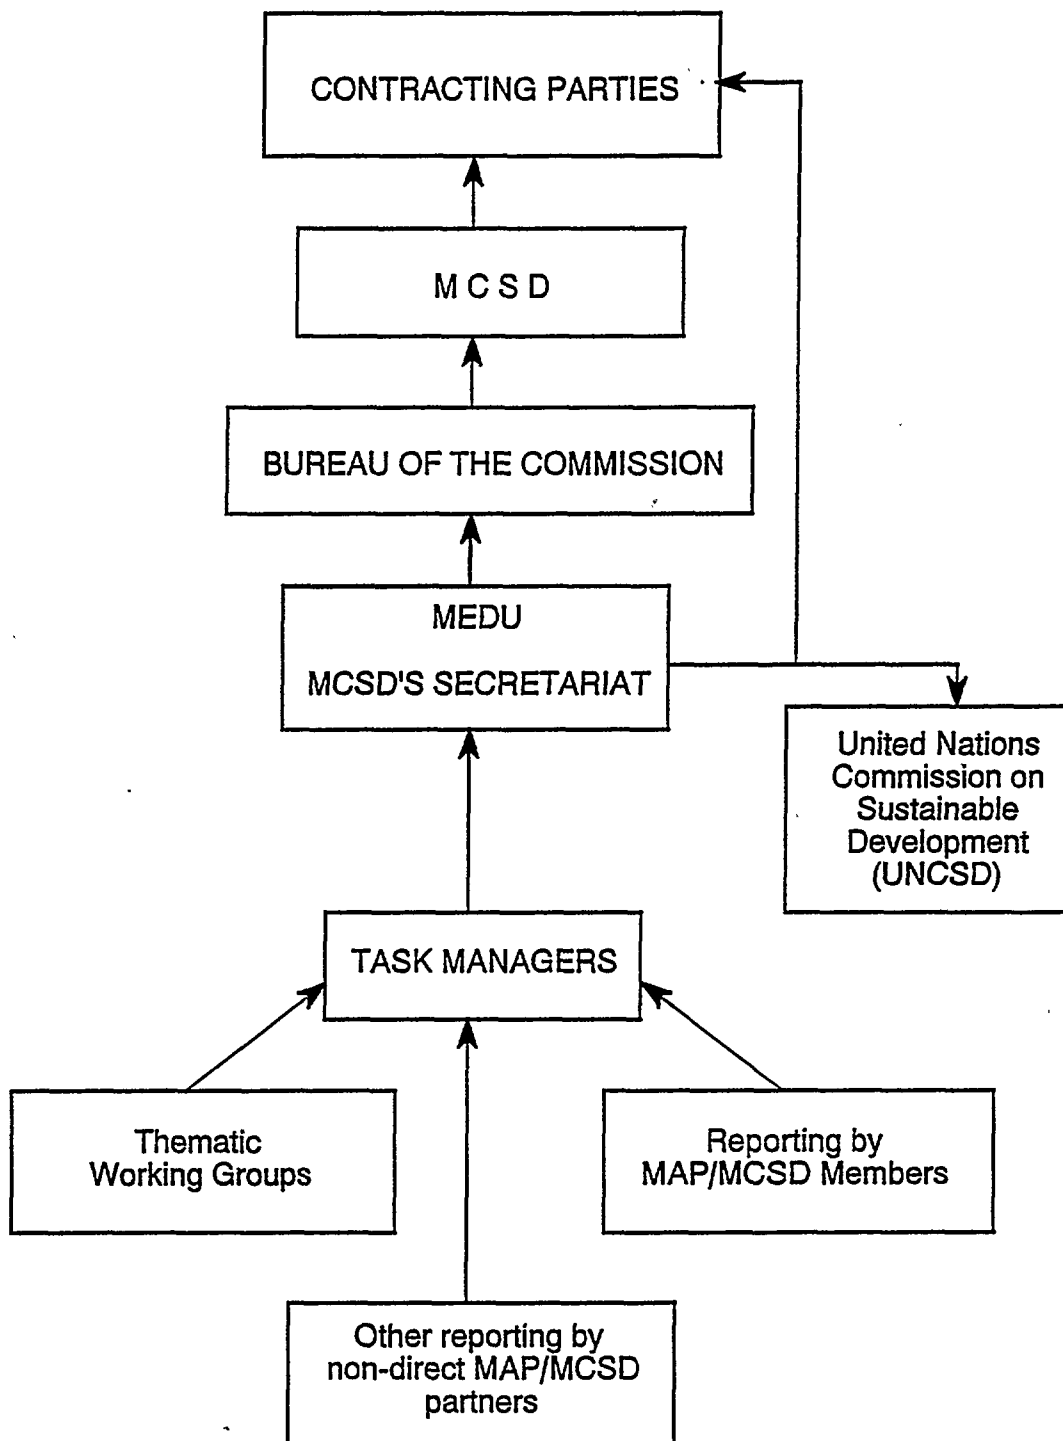 CONTRACTING PARTIES
M C S D
BUREAU OF THE COMMISSION
MEDU
MCSD'S SECRETARIAT
United Nations
Commission on
Sustainable
Development
(UNCSD)
TASK MANAGERS
Thematic
Working Groups
Reporting by
MAP/MCSD Members
Other reporting by
non-direct MAP/MCSD
partners